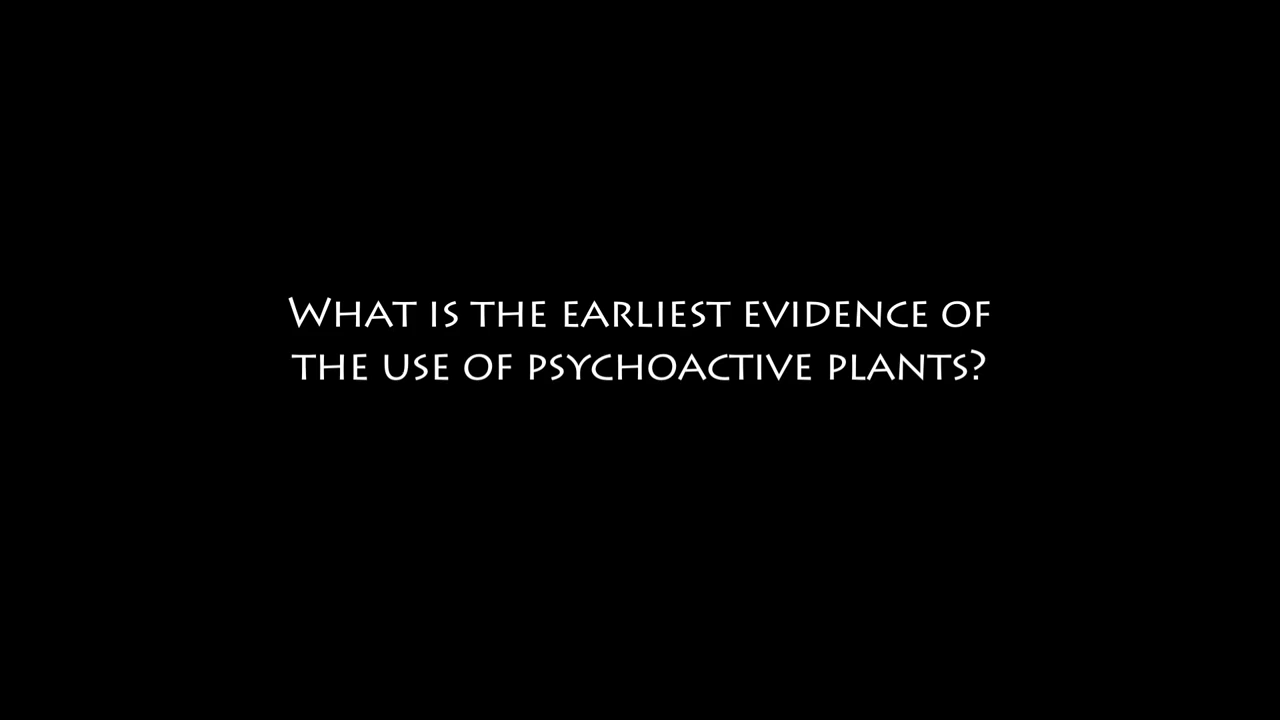 What is the earliest evidence of
the use of psychoactive plants?